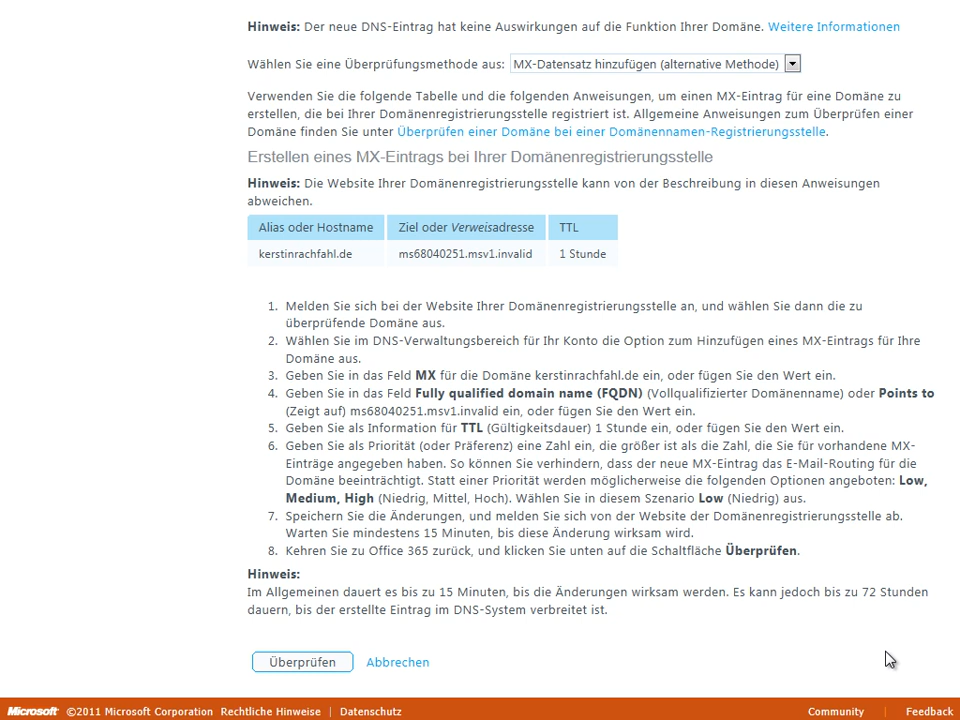 Hinweis: Der neue DNS-Eintrag hat keine Auswirkungen auf die Funktion Ihrer Domäne. Weitere Informationen
Wählen Sie eine Überprüfungsmethode aus: MX-Datensatz hinzufügen (alternative Methode)
Verwenden Sie die folgende Tabelle und die folgenden Anweisungen, um einen MX-Eintrag für eine Domäne zu
erstellen, die bei Ihrer Domänenregistrierungsstelle registriert ist. Allgemeine Anweisungen zum Überprüfen einer
Domäne finden Sie unter Überprüfen einer Domäne bei einer Domänennamen-Registrierungsstelle.
Erstellen eines MX-Eintrags bei Ihrer Domänenregistrierungsstelle
Hinweis: Die Website Ihrer Domänenregistrierungsstelle kann von der Beschreibung in diesen Anweisungen
abweichen.
Alias oder Hostname Ziel oder Verweisadresse TTL
kerstinrachfahl.de ms68040251.msv1.invalid 1 Stunde
1. Melden Sie sich bei der Website Ihrer Domänenregistrierungsstelle an, und wählen Sie dann die zu
überprüfende Domäne aus.
2. Wählen Sie im DNS-Verwaltungsbereich für Ihr Konto die Option zum Hinzufügen eines MX-Eintrags für Ihre
Domäne aus.
3. Geben Sie in das Feld MX für die Domäne kerstinrachfahl.de ein, oder fügen Sie den Wert ein.
4. Geben Sie in das Feld Fully qualified domain name (FQDN) (Vollqualifizierter Domänenname) oder Points to
(Zeigt auf) ms68040251.msv1.invalid ein, oder fügen Sie den Wert ein.
5. Geben Sie als Information für TTL (Gültigkeitsdauer) 1 Stunde ein, oder fügen Sie den Wert ein.
6. Geben Sie als Priorität (oder Präferenz) eine Zahl ein, die größer ist als die Zahl, die Sie für vorhandene MX-
Einträge angegeben haben. So können Sie verhindern, dass der neue MX-Eintrag das E-Mail-Routing für die
Domäne beeinträchtigt. Statt einer Priorität werden möglicherweise die folgenden Optionen angeboten: Low,
Medium, High (Niedrig, Mittel, Hoch). Wählen Sie in diesem Szenario Low (Niedrig) aus.
7. Speichern Sie die Änderungen, und melden Sie sich von der Website der Domänenregistrierungsstelle ab.
Warten Sie mindestens 15 Minuten, bis diese Änderung wirksam wird.
8. Kehren Sie zu Office 365 zurück, und klicken Sie unten auf die Schaltfläche Überprüfen.
Hinweis:
Im Allgemeinen dauert es bis zu 15 Minuten, bis die Änderungen wirksam werden. Es kann jedoch bis zu 72 Stunden
dauern, bis der erstellte Eintrag im DNS-System verbreitet ist.
Überprüfen Abbrechen
Microsoft ©2011 Microsoft Corporation Rechtliche Hinweise | Datenschutz Community | Feedback